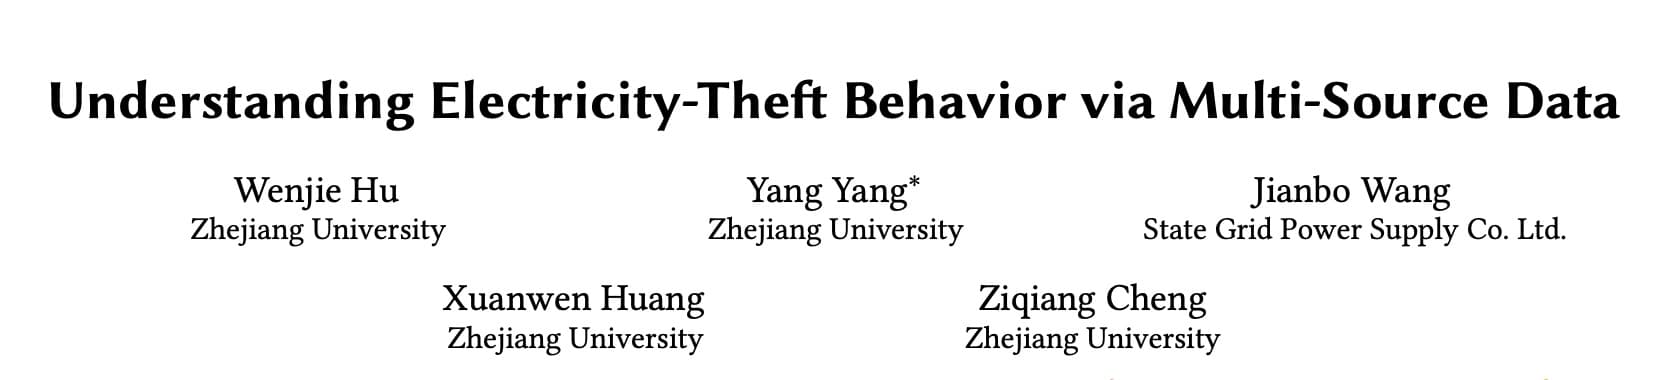 Understanding Electricity-Theft Behavior via Multi-Source Data
Wenjie Hu
Zhejiang University
Yang Yang*
Zhejiang University
Jianbo Wang
State Grid Power Supply Co. Ltd.
Xuanwen Huang
Zhejiang University
Ziqiang Cheng
Zhejiang University